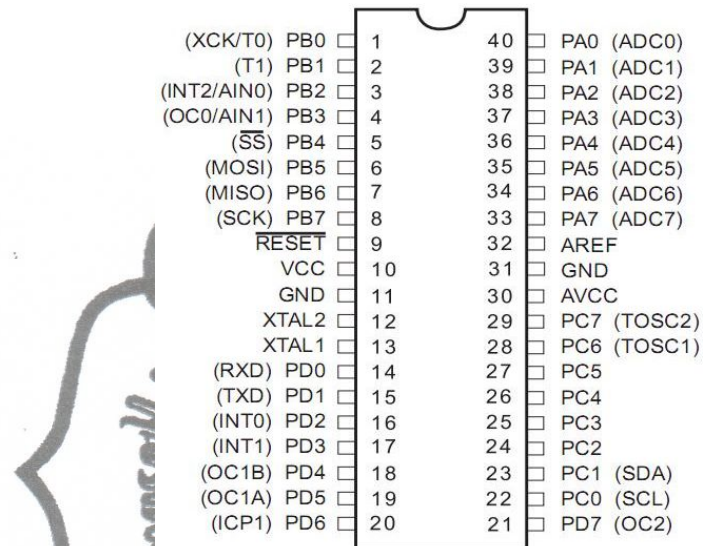 (XCK/T0) PB0 1 40 PA0 (ADC0)
(T1) PB1 2 39 PA1 (ADC1)
(INT2/AIN0) PB2 3 38 PA2 (ADC2)
(OC0/AIN1) PB3 4 37 PA3 (ADC3)
(SS) PB4 5 36 PA4 (ADC4)
(MOSI) PB5 6 35 PA5 (ADC5)
(MISO) PB6 7 34 PA6 (ADC6)
(SCK) PB7 8 33 PA7 (ADC7)
RESET 9 32 AREF
VCC 10 31 GND
GND 11 30 AVCC
XTAL2 12 29 PC7 (TOSC2)
XTAL1 13 28 PC6 (TOSC1)
(RXD) PD0 14 27 PC5
(TXD) PD1 15 26 PC4
(INT0) PD2 16 25 PC3
(INT1) PD3 17 24 PC2
(OC1B) PD4 18 23 PC1 (SDA)
(OC1A) PD5 19 22 PC0 (SCL)
(ICP1) PD6 20 21 PD7 (OC2)